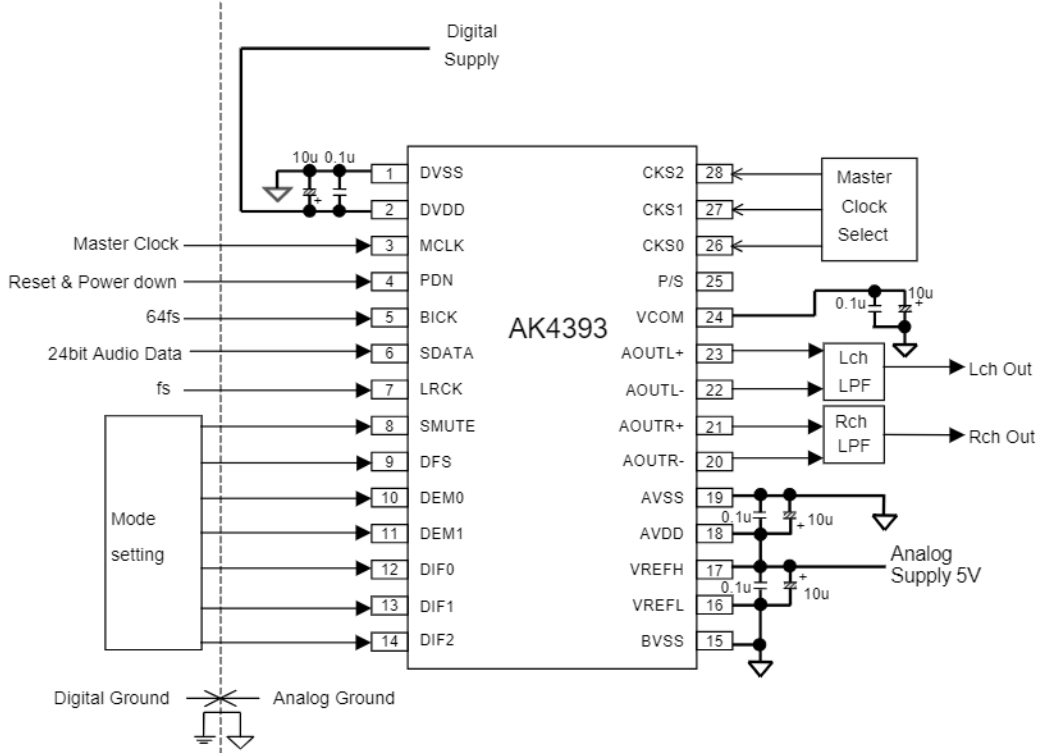 Digital
Supply
10u 0.1u
+
1 DVSS
2 DVDD
Master Clock 3 MCLK
Reset & Power down 4 PDN
64fs 5 BICK
24bit Audio Data 6 SDATA
fs 7 LRCK
8 SMUTE
9 DFS
10 DEM0
11 DEM1
12 DIF0
13 DIF1
14 DIF2
Mode
setting
AK4393
CKS2 28
CKS1 27
CKS0 26
P/S 25
VCOM 24
AOUTL+ 23
AOUTL- 22
AOUTR+ 21
AOUTR- 20
AVSS 19
AVDD 18
VREFH 17
VREFL 16
BVSS 15
Master
Clock
Select
0.1u 10u
+
Lch
LPF
Lch Out
Rch
LPF
Rch Out
0.1u 10u
+
Analog
Supply 5V
+
0.1u 10u
Digital Ground Analog Ground